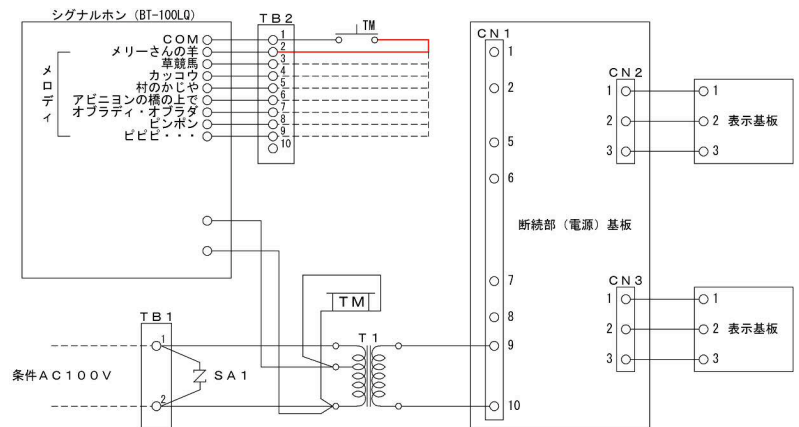 シグナルホン (BT-100LQ)
TB2
TM
CN1
COM
1
メリーさんの羊
2
草競馬
3
カッコウ
4
村のかじや
5
アビニヨンの橋の上で
6
オブラディ・オブラダ
7
ピンポン
8
ピピピ・・・
9
10
メロディ
1
2
5
6
7
8
9
10
断続部 (電源) 基板
CN2
1
2
3
1
2 表示基板
3
CN3
1
2
3
1
2 表示基板
3
TM
TB1
T1
1
条件AC100V
SA1
2